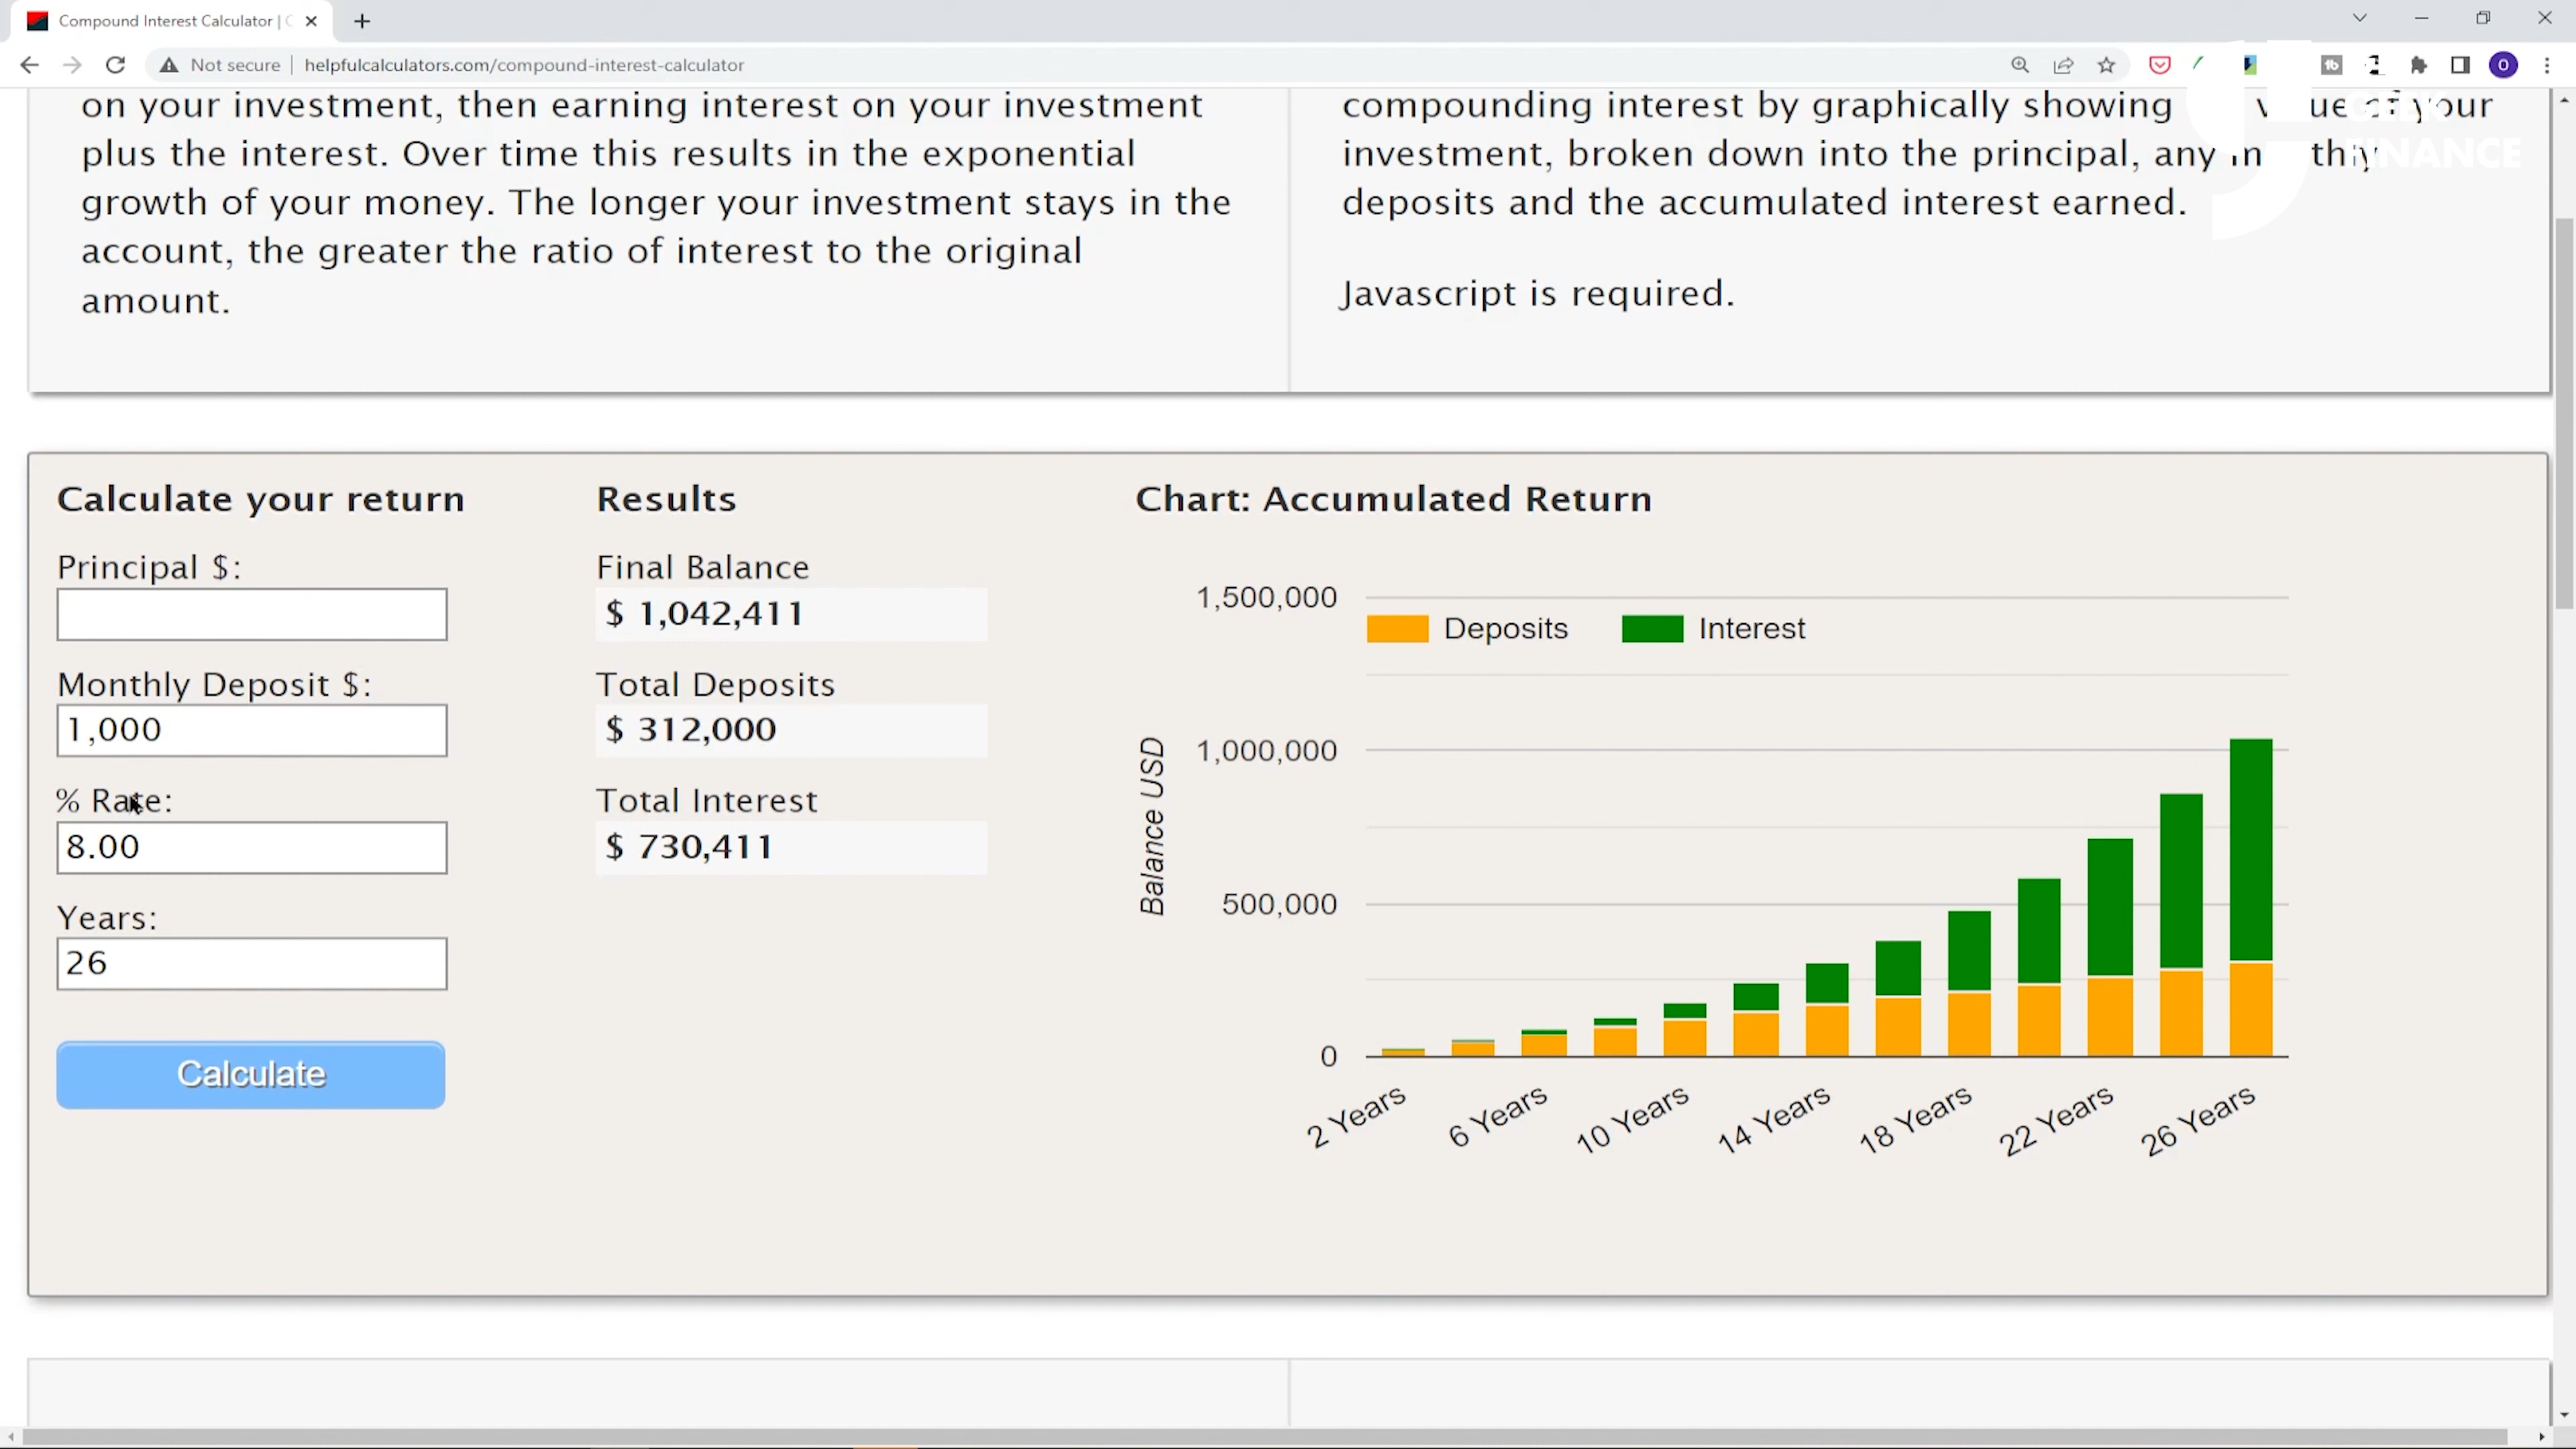 Compound Interest Calculator |
Not secure | helpfulcalculators.com/compound-interest-calculator
on your investment, then earning interest on your investment
plus the interest. Over time this results in the exponential
growth of your money. The longer your investment stays in the
account, the greater the ratio of interest to the original
amount.
compounding interest by graphically showing of your
investment, broken down into the principal, any
deposits and the accumulated interest earned.
Javascript is required.
GEEK
FINANCE
Calculate your return
Principal $:
Monthly Deposit $:
1,000
% Rate:
8.00
Years:
26
Calculate
Results
Final Balance
$ 1,042,411
Total Deposits
$ 312,000
Total Interest
$ 730,411
Chart: Accumulated Return
Deposits
Interest
Balance USD
1,500,000
1,000,000
500,000
0
2 Years
6 Years
10 Years
14 Years
18 Years
22 Years
26 Years